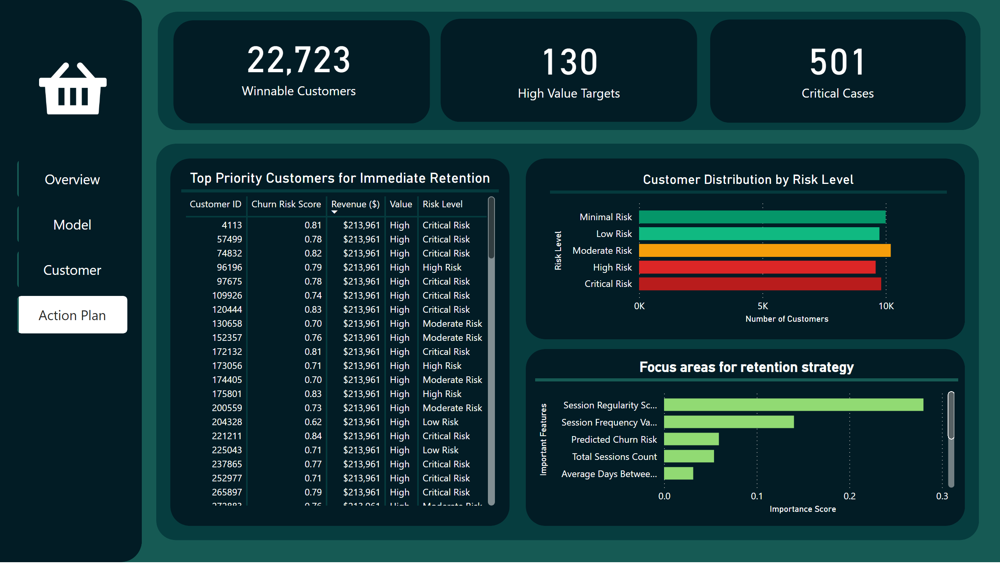 22,723
Winnable Customers
130
High Value Targets
501
Critical Cases
Overview
Model
Customer
Action Plan
Top Priority Customers for Immediate Retention
Customer ID Churn Risk Score Revenue ($) Value Risk Level
4113 0.81 $213,961 High Critical Risk
57499 0.78 $213,961 High Critical Risk
74832 0.82 $213,961 High Critical Risk
96196 0.79 $213,961 High High Risk
97675 0.78 $213,961 High Critical Risk
109926 0.74 $213,961 High Critical Risk
120444 0.83 $213,961 High Critical Risk
130658 0.70 $213,961 High Moderate Risk
152357 0.76 $213,961 High Moderate Risk
172132 0.81 $213,961 High Critical Risk
173056 0.71 $213,961 High High Risk
174405 0.70 $213,961 High Moderate Risk
175801 0.83 $213,961 High High Risk
200559 0.73 $213,961 High Moderate Risk
204328 0.62 $213,961 High Low Risk
221211 0.84 $213,961 High Critical Risk
225043 0.71 $213,961 High Low Risk
237865 0.77 $213,961 High Critical Risk
252977 0.71 $213,961 High Critical Risk
265897 0.79 $213,961 High Critical Risk
$213,961 High Moderate Risk
Customer Distribution by Risk Level
Risk Level
Minimal Risk
Low Risk
Moderate Risk
High Risk
Critical Risk
0K 5K 10K
Number of Customers
Focus areas for retention strategy
Important Features
Session Regularity Sc...
Session Frequency Va...
Predicted Churn Risk
Total Sessions Count
Average Days Betwee...
0.0 0.1 0.2 0.3
Importance Score